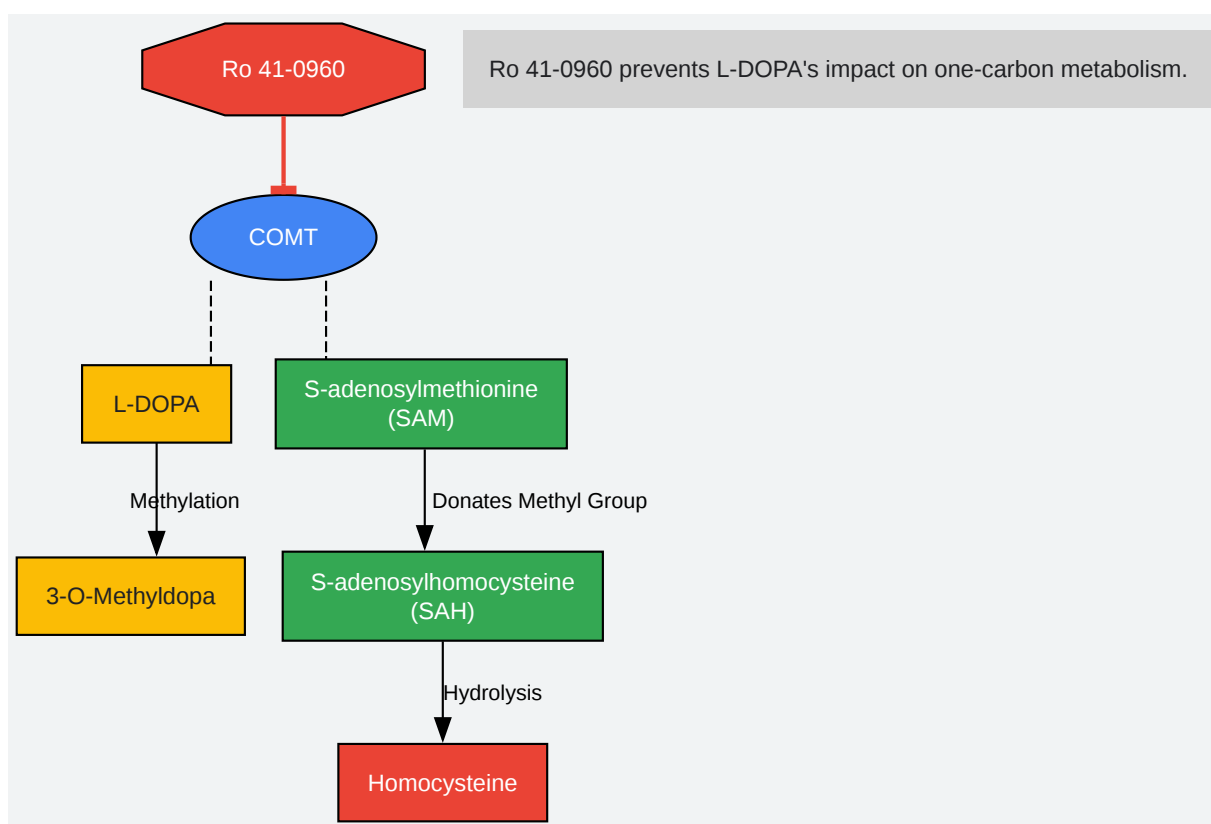 Ro 41-0960
Ro 41-0960 prevents L-DOPA's impact on one-carbon metabolism.
COMT
L-DOPA
S-adenosylmethionine
(SAM)
Methylation
Donates Methyl Group
3-O-Methyldopa
S-adenosylhomocysteine
(SAH)
Hydrolysis
Homocysteine